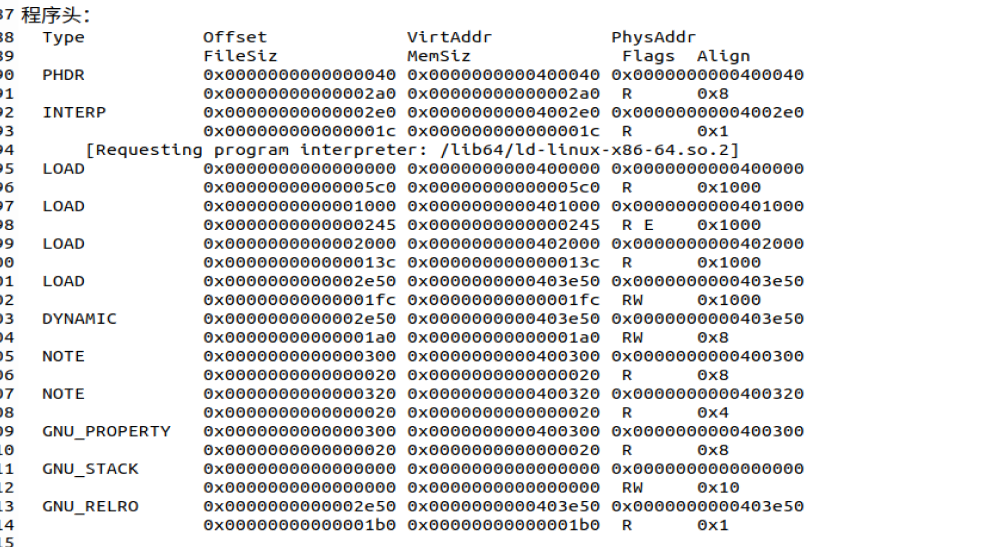 37 程序头:
38 Type Offset VirtAddr PhysAddr
39 FileSiz MemSiz Flags Align
90 PHDR 0x0000000000000040 0x0000000000400040 0x0000000000400040
91 0x00000000000002a0 0x00000000000002a0 R 0x8
92 INTERP 0x00000000000002e0 0x00000000004002e0 0x00000000004002e0
93 0x000000000000001c 0x000000000000001c R 0x1
94 [Requesting program interpreter: /lib64/ld-linux-x86-64.so.2]
95 LOAD 0x0000000000000000 0x0000000000400000 0x0000000000400000
96 0x00000000000005c0 0x00000000000005c0 R 0x1000
97 LOAD 0x0000000000001000 0x0000000000401000 0x0000000000401000
98 0x0000000000000245 0x0000000000000245 R E 0x1000
99 LOAD 0x0000000000002000 0x0000000000402000 0x0000000000402000
00 0x000000000000013c 0x000000000000013c R 0x1000
01 LOAD 0x0000000000002e50 0x0000000000403e50 0x0000000000403e50
02 0x00000000000001fc 0x00000000000001fc RW 0x1000
03 DYNAMIC 0x0000000000002e50 0x0000000000403e50 0x0000000000403e50
04 0x00000000000001a0 0x00000000000001a0 RW 0x8
05 NOTE 0x0000000000000300 0x0000000000400300 0x0000000000400300
06 0x0000000000000020 0x0000000000000020 R 0x8
07 NOTE 0x0000000000000320 0x0000000000400320 0x0000000000400320
08 0x0000000000000020 0x0000000000000020 R 0x4
09 GNU_PROPERTY 0x0000000000000300 0x0000000000400300 0x0000000000400300
10 0x0000000000000020 0x0000000000000020 R 0x8
11 GNU_STACK 0x0000000000000000 0x0000000000000000 0x0000000000000000
12 0x0000000000000000 0x0000000000000000 RW 0x10
13 GNU_RELRO 0x0000000000002e50 0x0000000000403e50 0x0000000000403e50
14 0x00000000000001b0 0x00000000000001b0 R 0x1
15